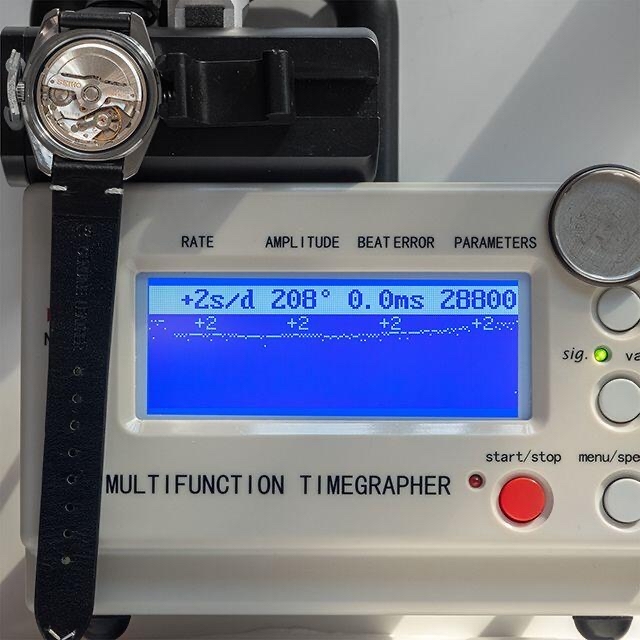 SEIKO
RATE AMPLITUDE BEAT ERROR PARAMETERS
+2s/d 208° 0.0ms 28800
+2 +2 +2 +2
sig.
start/stop menu/spe
MULTIFUNCTION TIMEGRAPHER